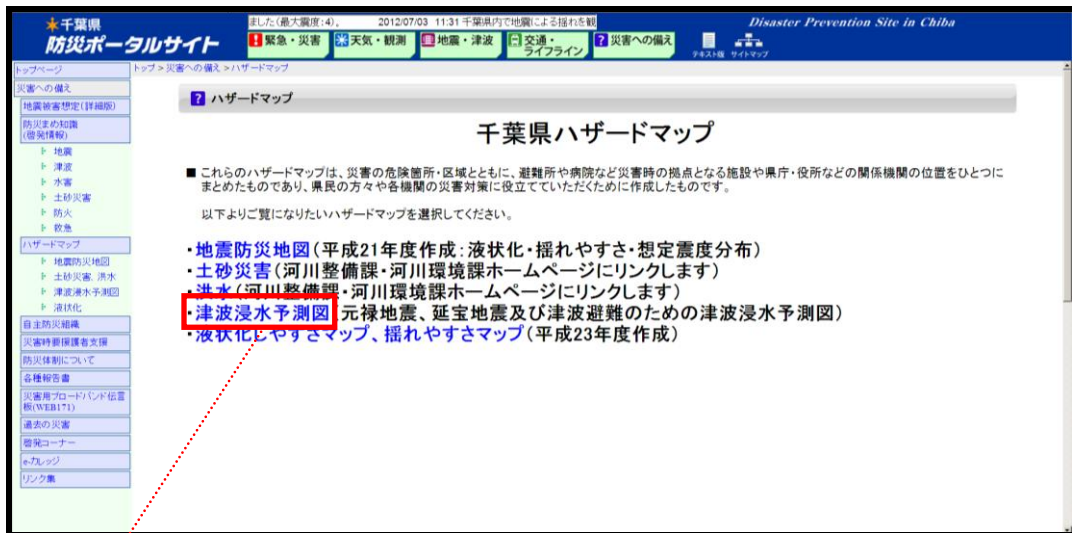 千葉県
防災ポータルサイト
ました(最大震度:4)。 2012/07/03 11:31 千葉県内で地震による揺れを観
Disaster Prevention Site in Chiba
緊急・災害 天気・観測 地震・津波 交通・ライフライン 災害への備え
テキスト版 サイトマップ
トップページ
トップ > 災害への備え > ハザードマップ
災害への備え
地震被害想定(詳細版)
防災まめ知識
(啓発情報)
地震
津波
水害
土砂災害
防火
救急
ハザードマップ
地震防災地図
土砂災害、洪水
津波浸水予測図
液状化
自主防災組織
災害時要援護者支援
防災体制について
各種報告書
災害用ブロードバンド伝言
板(WEB171)
過去の災害
啓発コーナー
e-カレッジ
リンク集
? ハザードマップ
千葉県ハザードマップ
■ これらのハザードマップは、災害の危険箇所・区域とともに、避難所や病院など災害時の拠点となる施設や県庁・役所などの関係機関の位置をひとつに
まとめたものであり、県民の方々や各機関の災害対策に役立てていただくために作成したものです。
以下よりご覧になりたいハザードマップを選択してください。
・地震防災地図(平成21年度作成:液状化・揺れやすさ・想定震度分布)
・土砂災害(河川整備課・河川環境課ホームページにリンクします)
・洪水(河川整備課・河川環境課ホームページにリンクします)
・津波浸水予測図(元禄地震、延宝地震及び津波避難のための津波浸水予測図)
・液状化しやすさマップ、揺れやすさマップ(平成23年度作成)